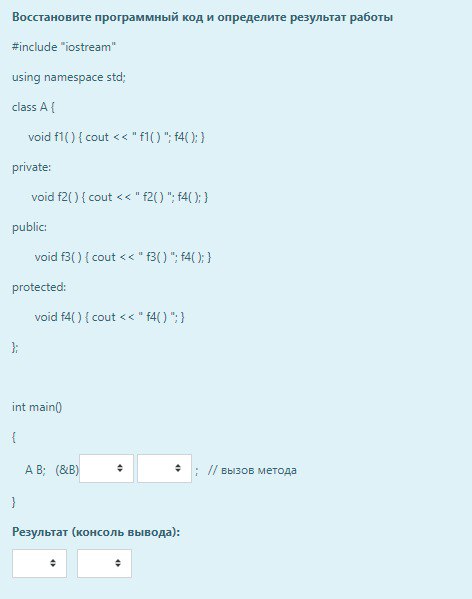 Восстановите программный код и определите результат работы
#include "iostream"
using namespace std;
class A {
void f1( ) { cout << " f1( ) "; f4( ); }
private:
void f2( ) { cout << " f2( ) "; f4( ); }
public:
void f3( ) { cout << " f3( ) "; f4( ); }
protected:
void f4( ) { cout << " f4( ) "; }
};
int main()
{
A B; (&B) ; // вызов метода
}
Результат (консоль вывода):